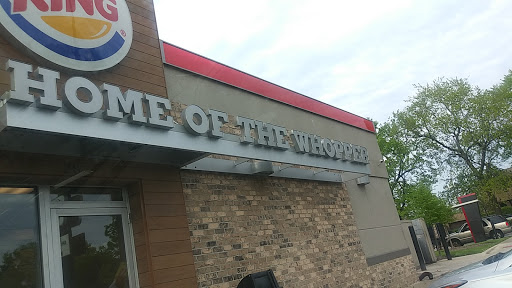 KING
HOME OF THE WHOPPER